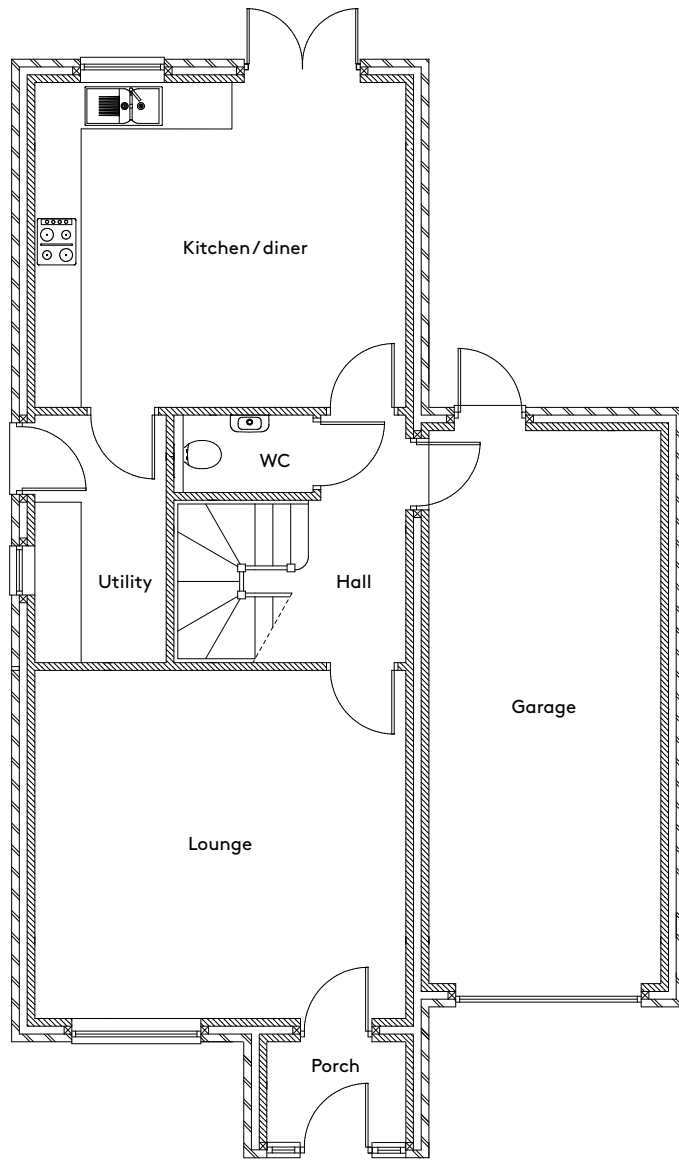 Kitchen / diner
WC
Utility
Hall
Garage
Lounge
Porch